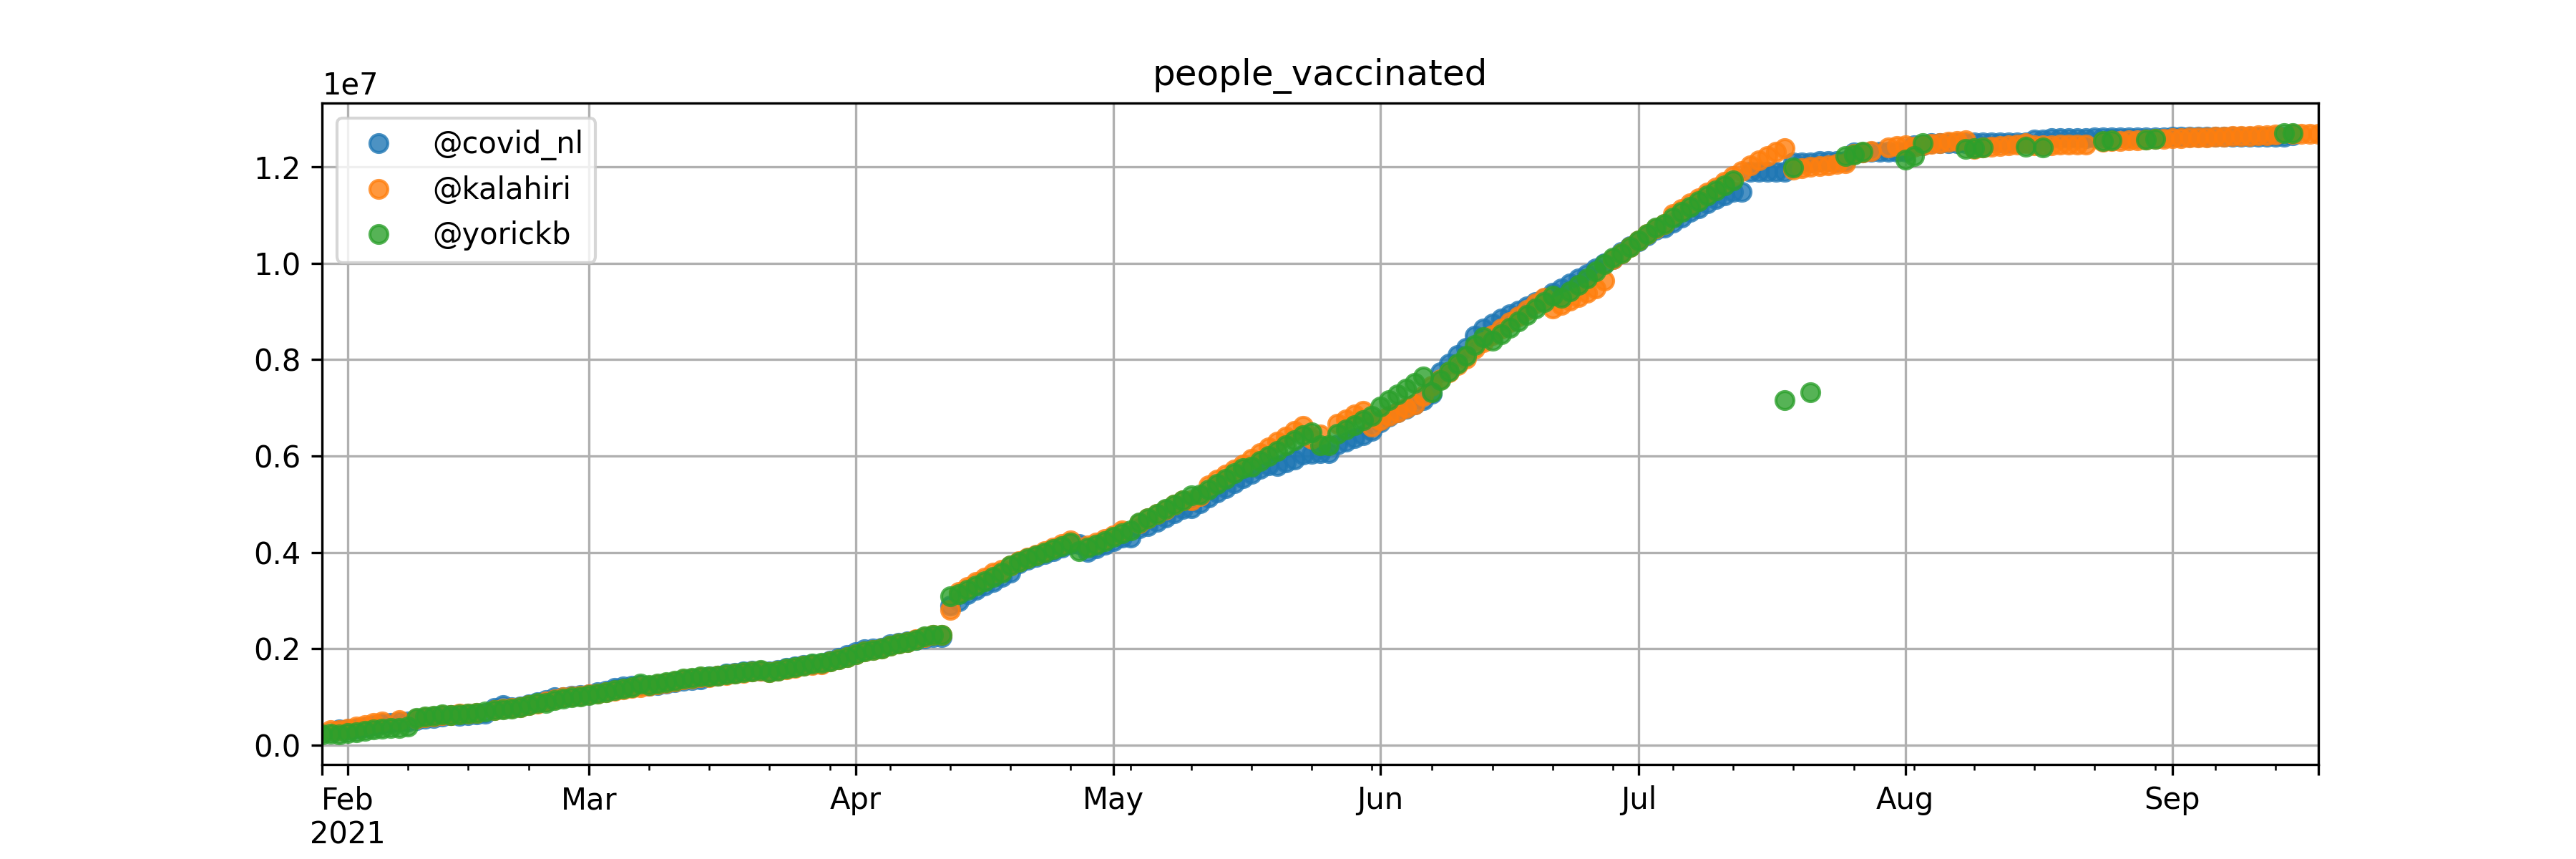 people_vaccinated
1e7
@covid_nl
@kalahiri
@yorickb
1.2
1.0
0.8
0.6
0.4
0.2
0.0
Feb Mar Apr May Jun Jul Aug Sep
2021